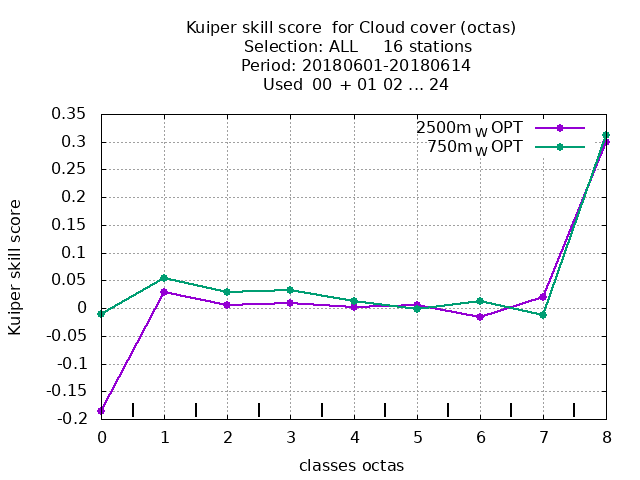 Kuiper skill score  for Cloud cover (octas)
Selection: ALL     16 stations
Period: 20180601-20180614
Used  00  + 01 02 ... 24
2500m W OPT
750m W OPT
Kuiper skill score
0.35
0.3
0.25
0.2
0.15
0.1
0.05
0
-0.05
-0.1
-0.15
-0.2
0 1 2 3 4 5 6 7 8
classes octas